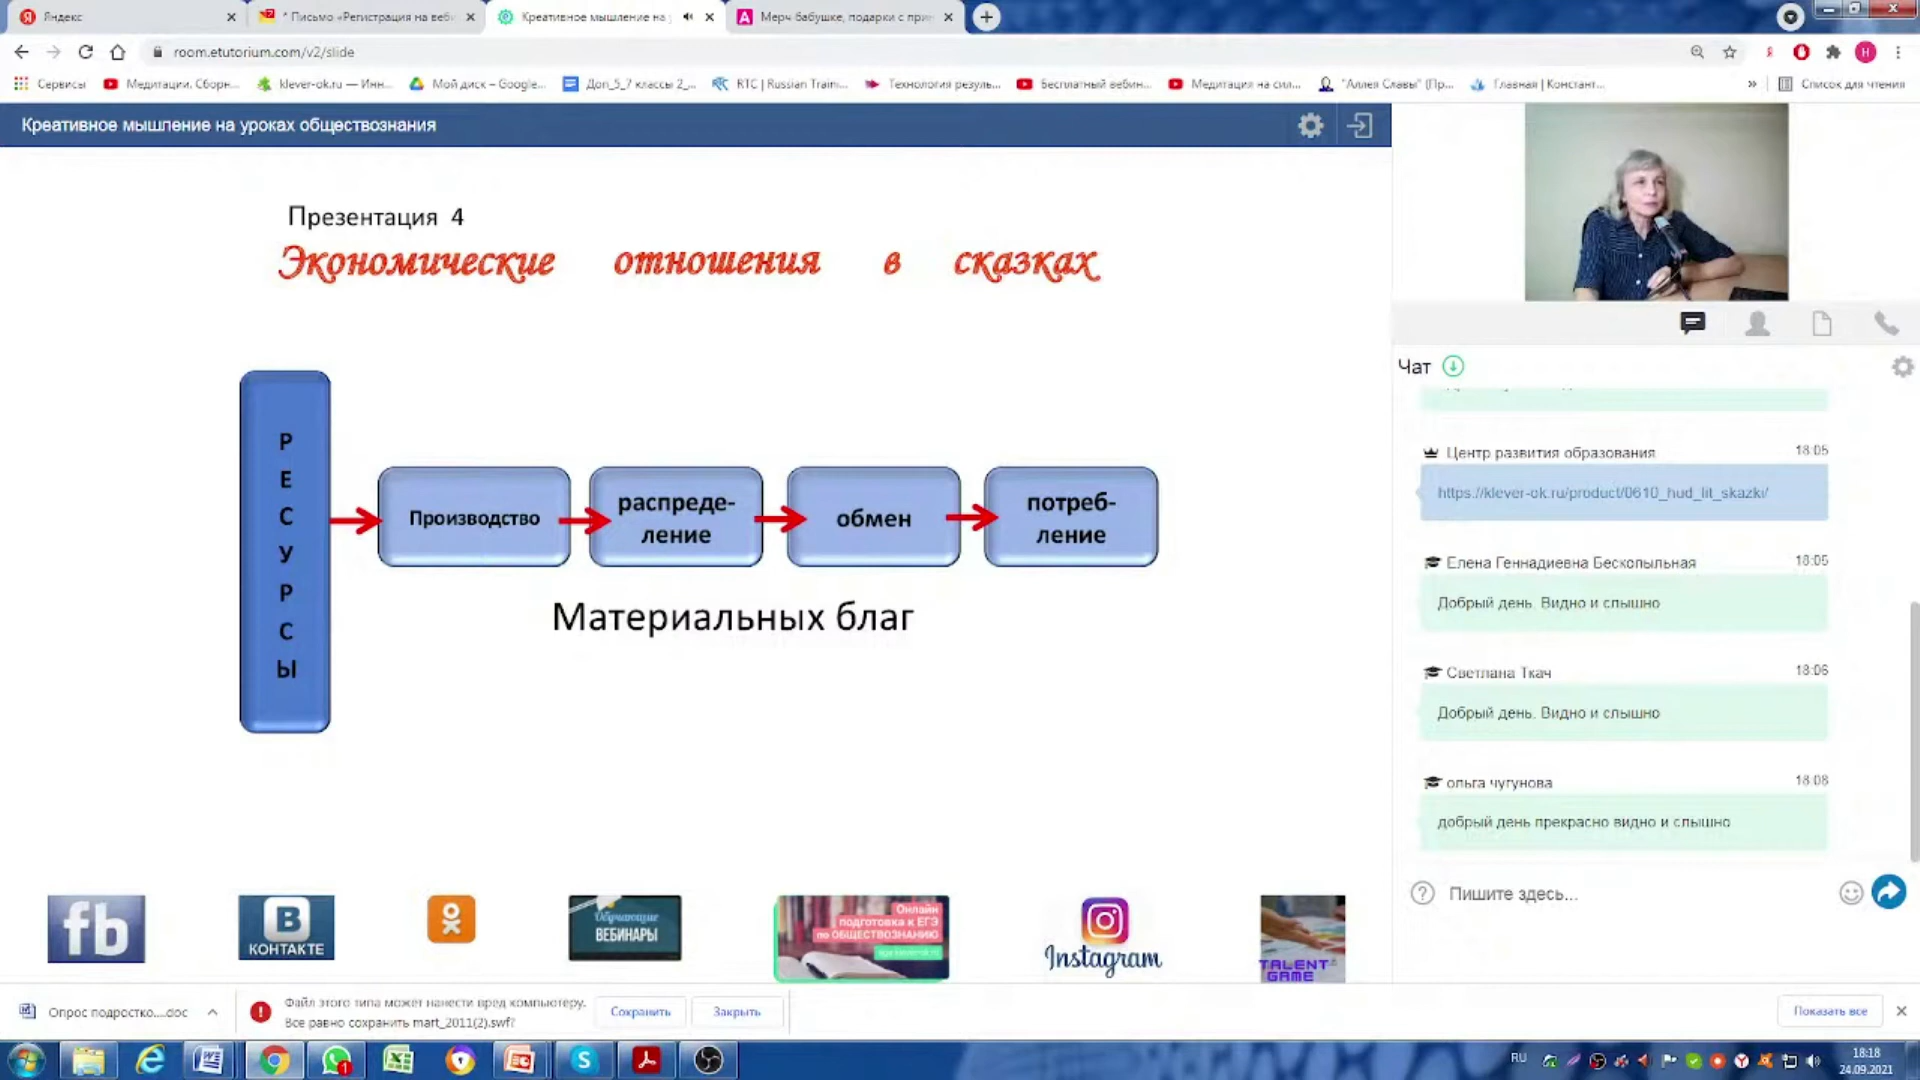 Яндекс
* Письмо «Регистрация на веби
Креативное мышление на у
Мерч бабушке, подарки с прин
room.etutorium.com/v2/slide
Сервисы
Медитации. Сборн...
klever-ok.ru — Инн...
Мой диск – Google...
Доп_5_7 классы 2_...
RTC | Russian Train...
Технология резуль...
Бесплатный вебин...
Медитация на сил...
"Аллея Славы" (Пр...
Главная | Констант...
»
Список для чтения
Креативное мышление на уроках обществознания
Презентация 4
Экономические отношения в сказках
РЕСУРСЫ
Производство
распреде-
ление
обмен
потреб-
ление
Материальных благ
Чат
Центр развития образования 18:05
https://klever-ok.ru/product/0610_hud_lit_skazki/
Елена Геннадиевна Бескопыльная 18:05
Добрый день. Видно и слышно
Светлана Ткач 18:06
Добрый день. Видно и слышно
ольга чугунова 18:08
добрый день прекрасно видно и слышно
Пишите здесь...
fb
В
КОНТАКТЕ
Обучающие
ВЕБИНАРЫ
Онлайн
подготовка к ЕГЭ
по ОБЩЕСТВОЗНАНИЮ
Instagram
TALENT
GAME
Опрос подростко....doc
Файл этого типа может нанести вред компьютеру.
Все равно сохранить mart_2011(2).swf?
Сохранить
Закрыть
Показать все
RU
18:18
24.09.2021